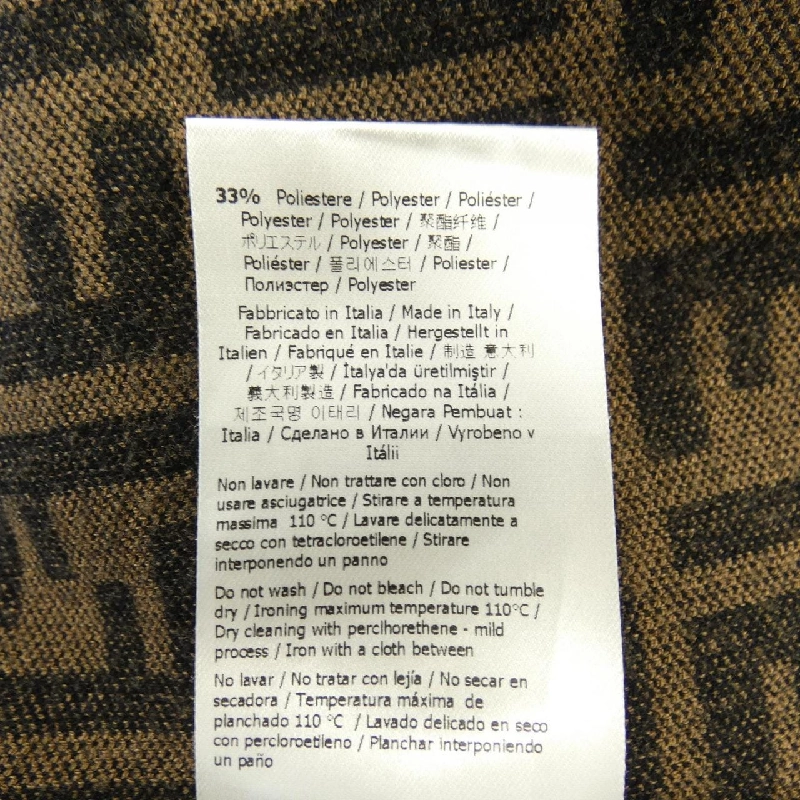 33% Poliestere / Polyester / Poliéster /
Polyester / Polyester / 聚酯纤维 /
ポリエステル / Polyester / 聚酯 /
Poliéster / 폴리에스터 / Poliester /
Полиэстер / Polyester
Fabbricato in Italia / Made in Italy /
Fabricado en Italia / Hergestellt in
Italien / Fabriqué en Italie / 制造 意大利
/ イタリア製 / İtalya'da üretilmiştir /
義大利製造 / Fabricado na Itália /
제조국명 이태리 / Negara Pembuat :
Italia / Сделано в Италии / Vyrobeno v
Itálii
Non lavare / Non trattare con cloro / Non
usare asciugatrice / Stirare a temperatura
massima 110 °C / Lavare delicatamente a
secco con tetracloroetilene / Stirare
interponendo un panno
Do not wash / Do not bleach / Do not tumble
dry / Ironing maximum temperature 110°C /
Dry cleaning with perclhorethene - mild
process / Iron with a cloth between
No lavar / No tratar con lejía / No secar en
secadora / Temperatura máxima de
planchado 110 °C / Lavado delicado en seco
con percloroetileno / Planchar interponiendo
un paño